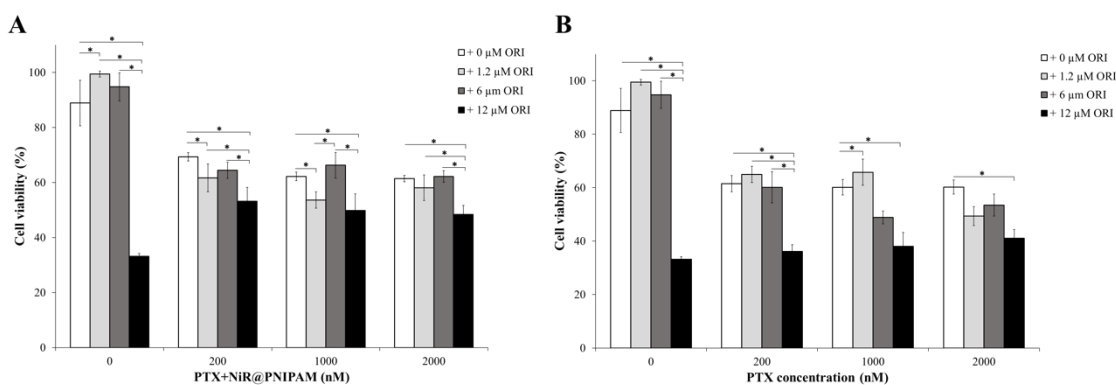 A
+ 0 µM ORI
+ 1.2 µM ORI
+ 6 µm ORI
+ 12 µM ORI
Cell viability (%)
100
80
60
40
20
0
* * * *
* * * *
* * * *
* * *
0 200 1000 2000
PTX+NiR@PNIPAM (nM)
B
+ 0 µM ORI
+ 1.2 µM ORI
+ 6 µm ORI
+ 12 µM ORI
Cell viability (%)
100
80
60
40
20
0
* * *
* * *
* *
*
0 200 1000 2000
PTX concentration (nM)